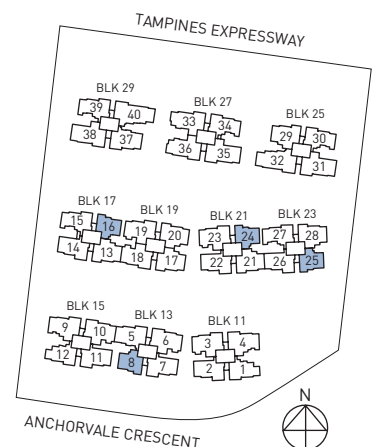 TAMPINES EXPRESSWAY
BLK 29
39 40
38 37
BLK 27
33 34
36 35
BLK 25
29 30
32 31
BLK 17
15 16
14 13
BLK 19
19 20
18 17
BLK 21
23 24
22 21
BLK 23
27 28
26 25
BLK 15
9 10
12 11
BLK 13
5 6
8 7
BLK 11
3 4
2 1
N
ANCHORVALE CRESCENT